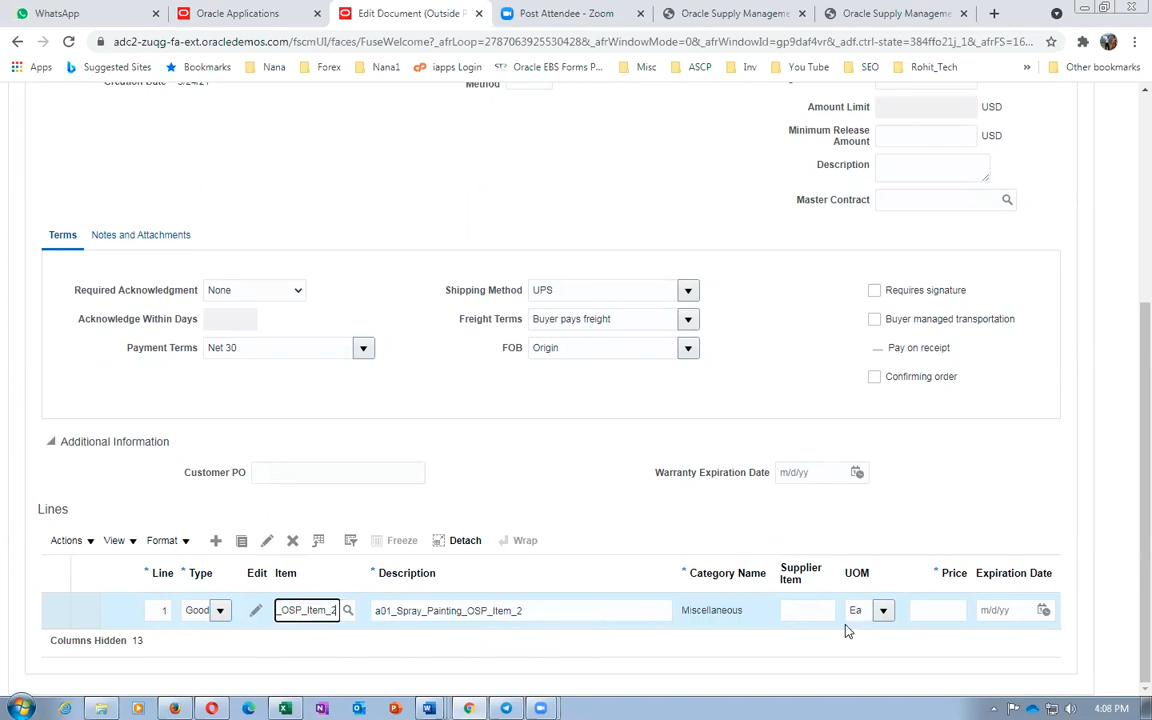 WhatsApp
Oracle Applications
Edit Document (Outside P
Post Attendee - Zoom
Oracle Supply Manageme
Oracle Supply Manageme
adc2-zuqg-fa-ext.oracledemos.com/fscmUI/faces/FuseWelcome?_afrLoop=27870639255304288&_afrWindowMode=0&_afrWindowId=gp9daf4vr&_adf.ctrl-state=384ffo21j_1&_afrFS=16...
Apps
Suggested Sites
Bookmarks
Nana
Forex
Nana1
iapps Login
Oracle EBS Forms P...
Misc
ASCP
Inv
You Tube
SEO
Rohit_Tech
»
Other bookmarks
Method
Amount Limit
USD
Minimum Release Amount
USD
Description
Master Contract
Terms
Notes and Attachments
Required Acknowledgment None
Shipping Method UPS
Requires signature
Acknowledge Within Days
Freight Terms Buyer pays freight
Buyer managed transportation
Payment Terms Net 30
FOB Origin
Pay on receipt
Confirming order
Additional Information
Customer PO
Warranty Expiration Date m/d/yy
Lines
Actions View Format Freeze Detach Wrap
* Line * Type Edit Item * Description * Category Name Supplier Item UOM * Price Expiration Date
1 Good _OSP_Item_2 a01_Spray_Painting_OSP_Item_2 Miscellaneous Ea m/d/yy
Columns Hidden 13
4:08 PM